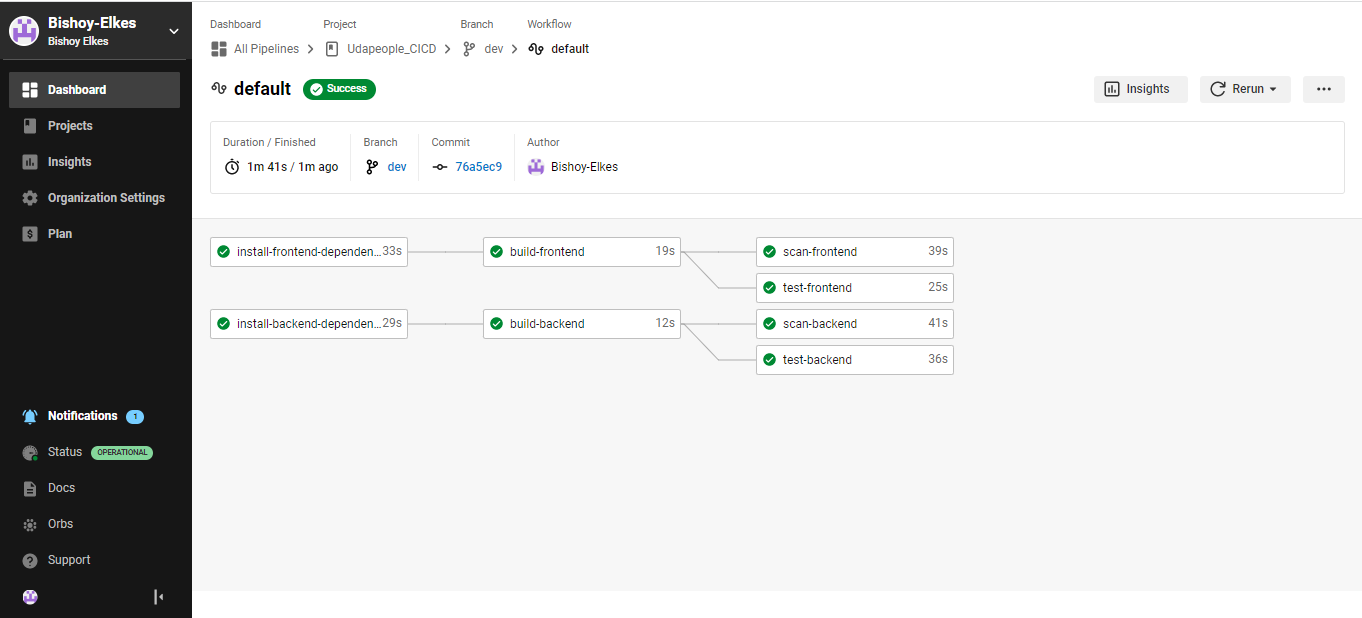 Bishoy-Elkes
Bishoy Elkes
Dashboard
Projects
Insights
Organization Settings
$ Plan
Notifications 1
Status OPERATIONAL
Docs
Orbs
? Support
Dashboard Project Branch Workflow
All Pipelines Udapeople_CICD dev default
default Success
Insights Rerun ...
Duration / Finished Branch Commit Author
1m 41s / 1m ago dev 76a5ec9 Bishoy-Elkes
install-frontend-dependen... 33s build-frontend 19s scan-frontend 39s
test-frontend 25s
install-backend-dependen... 29s build-backend 12s scan-backend 41s
test-backend 36s